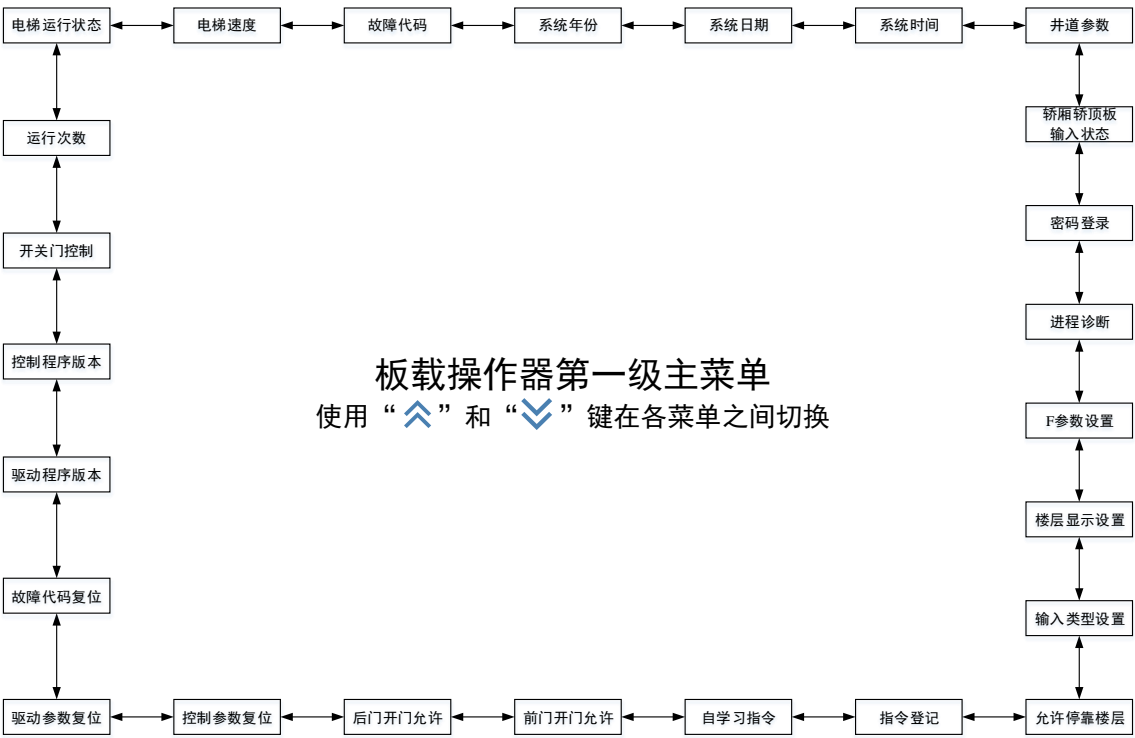 电梯运行状态
电梯速度
故障代码
系统年份
系统日期
系统时间
井道参数
运行次数
轿厢轿顶板
输入状态
开关门控制
密码登录
控制程序版本
进程诊断
板载操作器第一级主菜单
使用“ ”和“ ”键在各菜单之间切换
F参数设置
驱动程序版本
楼层显示设置
故障代码复位
输入类型设置
驱动参数复位
控制参数复位
后门开门允许
前门开门允许
自学习指令
指令登记
允许停靠楼层